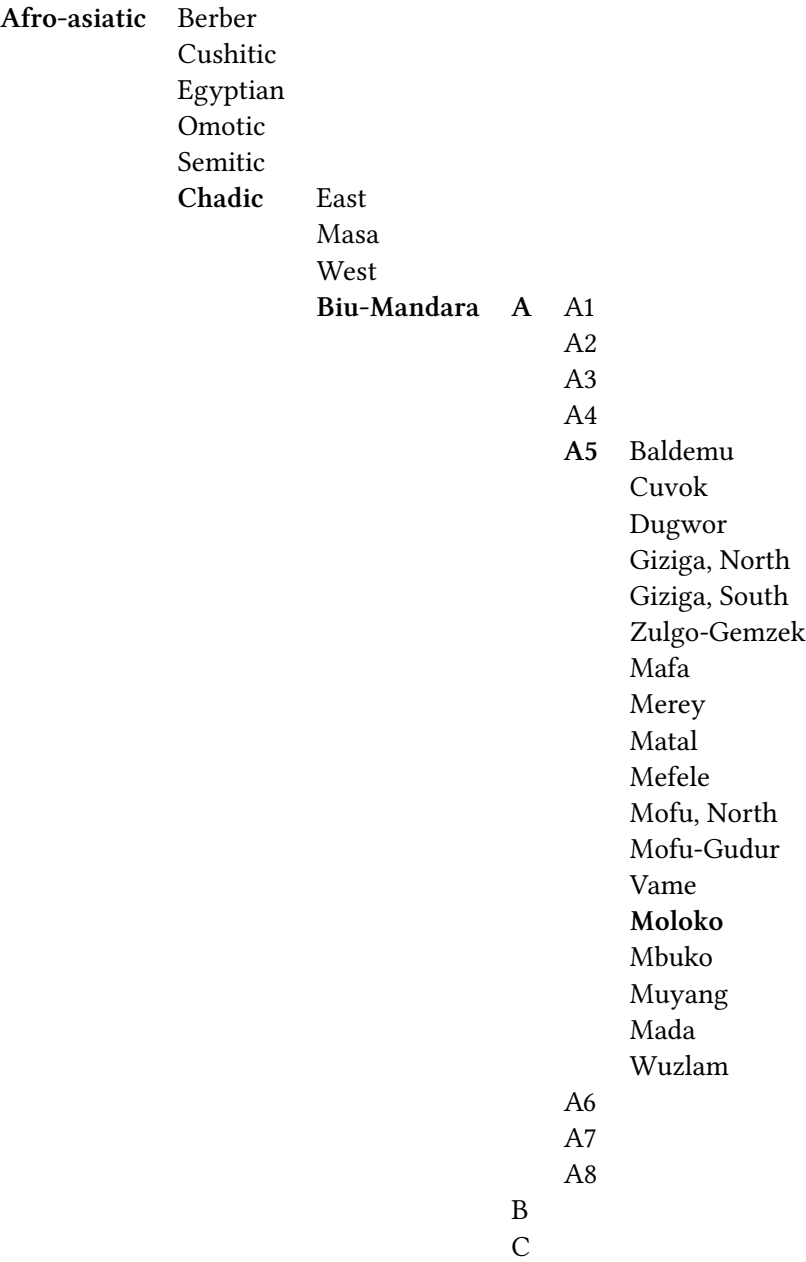 Afro-asiatic Berber
Cushitic
Egyptian
Omotic
Semitic
Chadic East
Masa
West
Biu-Mandara A A1
A2
A3
A4
A5 Baldemu
Cuvok
Dugwor
Giziga, North
Giziga, South
Zulgo-Gemzek
Mafa
Merey
Matal
Mefele
Mofu, North
Mofu-Gudur
Vame
Moloko
Mbuko
Muyang
Mada
Wuzlam
A6
A7
A8
B
C